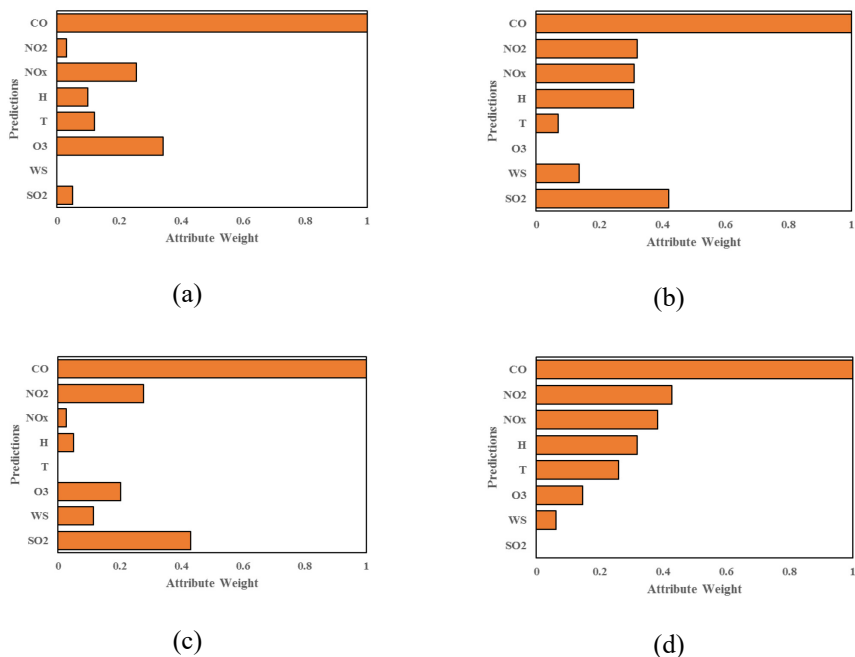 CO
NO2
NOx
H
T
O3
WS
SO2
Predictions
0 0.2 0.4 0.6 0.8 1
Attribute Weight
(a)
CO
NO2
NOx
H
T
O3
WS
SO2
Predictions
0 0.2 0.4 0.6 0.8 1
Attribute Weight
(b)
CO
NO2
NOx
H
T
O3
WS
SO2
Predictions
0 0.2 0.4 0.6 0.8 1
Attribute Weight
(c)
CO
NO2
NOx
H
T
O3
WS
SO2
Predictions
0 0.2 0.4 0.6 0.8 1
Attribute Weight
(d)